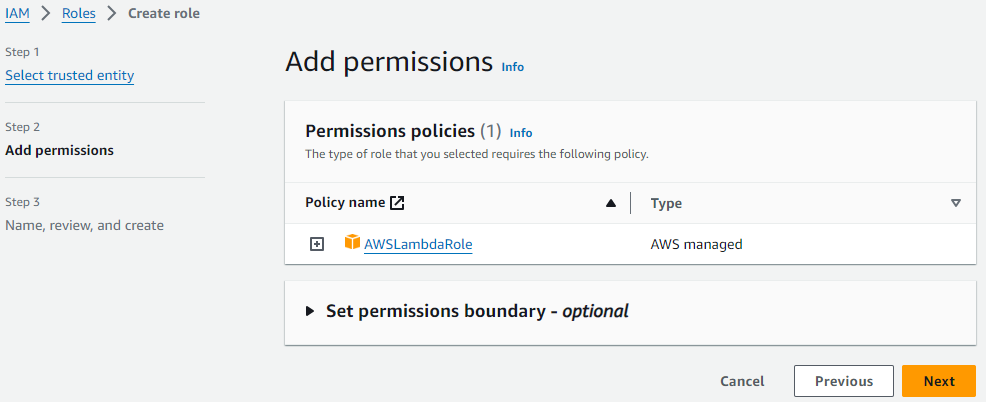 IAM > Roles > Create role
Step 1
Select trusted entity
Step 2
Add permissions
Step 3
Name, review, and create
Add permissions Info
Permissions policies (1) Info
The type of role that you selected requires the following policy.
Policy name Type
AWSLambdaRole AWS managed
Set permissions boundary - optional
Cancel Previous Next